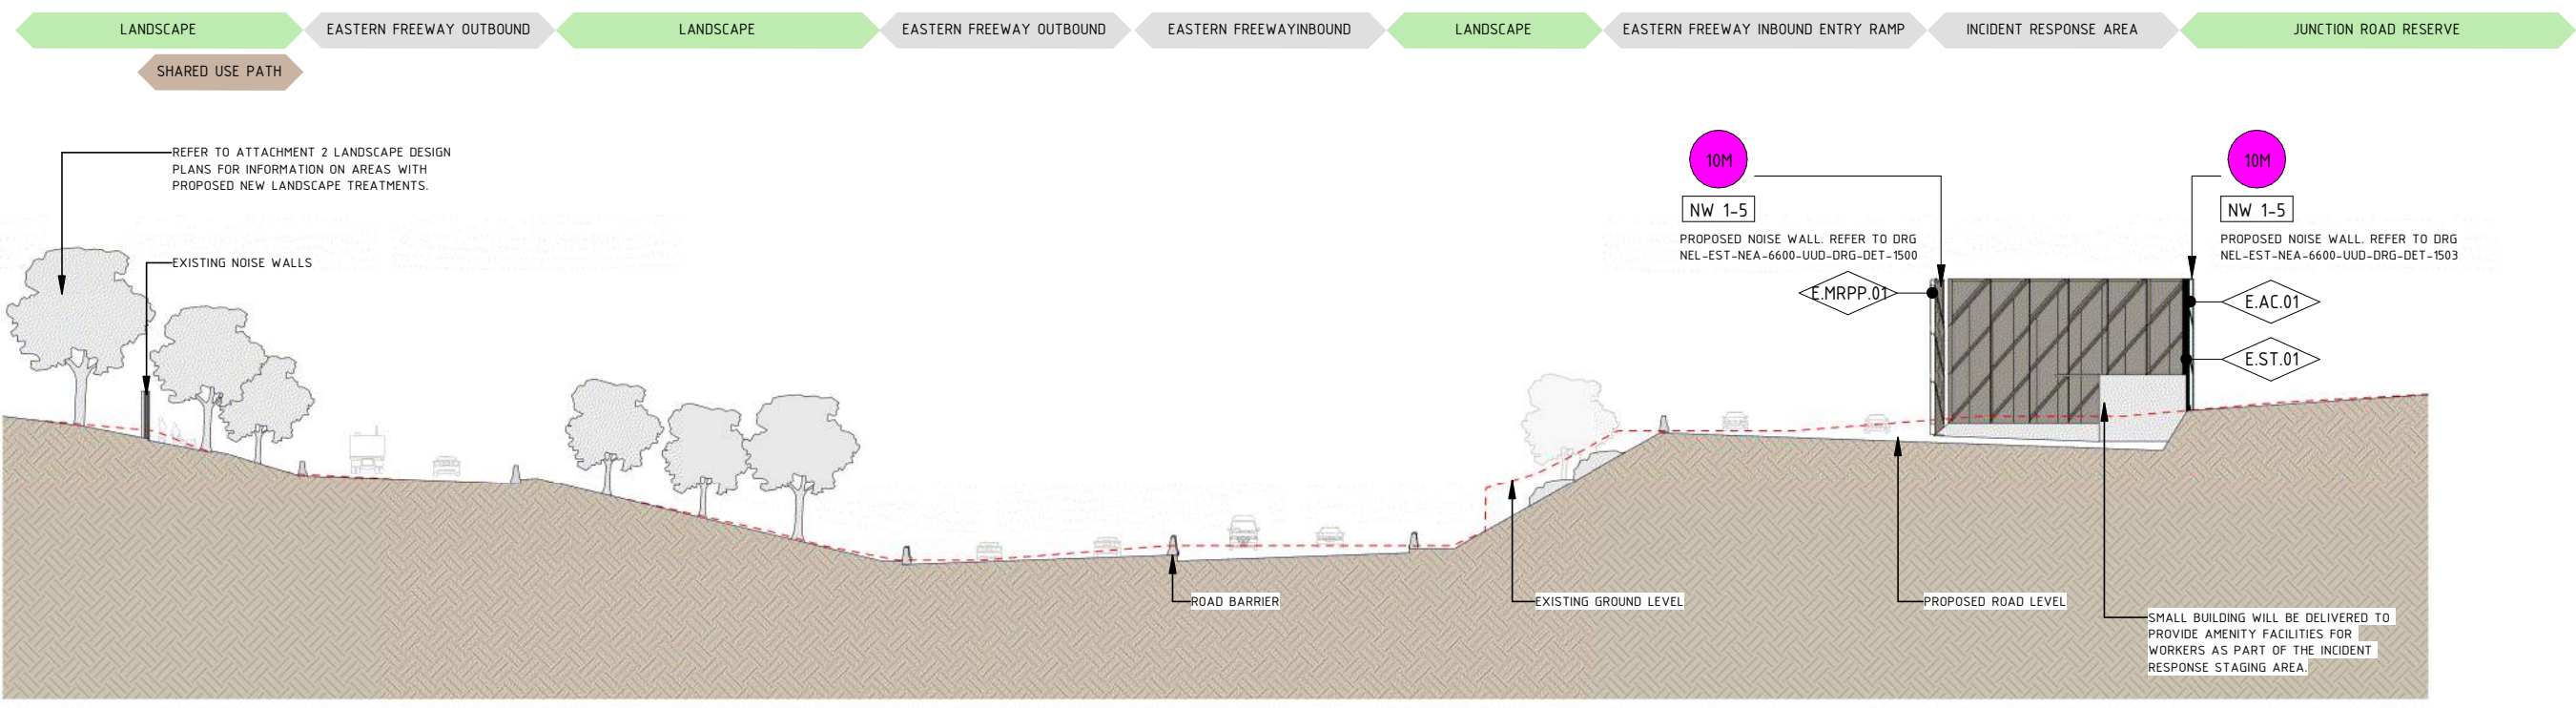 LANDSCAPE
EASTERN FREEWAY OUTBOUND
LANDSCAPE
EASTERN FREEWAY OUTBOUND
EASTERN FREEWAYINBOUND
LANDSCAPE
EASTERN FREEWAY INBOUND ENTRY RAMP
INCIDENT RESPONSE AREA
JUNCTION ROAD RESERVE
SHARED USE PATH
REFER TO ATTACHMENT 2 LANDSCAPE DESIGN
PLANS FOR INFORMATION ON AREAS WITH
PROPOSED NEW LANDSCAPE TREATMENTS.
EXISTING NOISE WALLS
10M
NW 1-5
PROPOSED NOISE WALL. REFER TO DRG
NEL-EST-NEA-6600-UUD-DRG-DET-1500
E.MRPP.01
10M
NW 1-5
PROPOSED NOISE WALL. REFER TO DRG
NEL-EST-NEA-6600-UUD-DRG-DET-1503
E.AC.01
E.ST.01
ROAD BARRIER
EXISTING GROUND LEVEL
PROPOSED ROAD LEVEL
SMALL BUILDING WILL BE DELIVERED TO
PROVIDE AMENITY FACILITIES FOR
WORKERS AS PART OF THE INCIDENT
RESPONSE STAGING AREA.